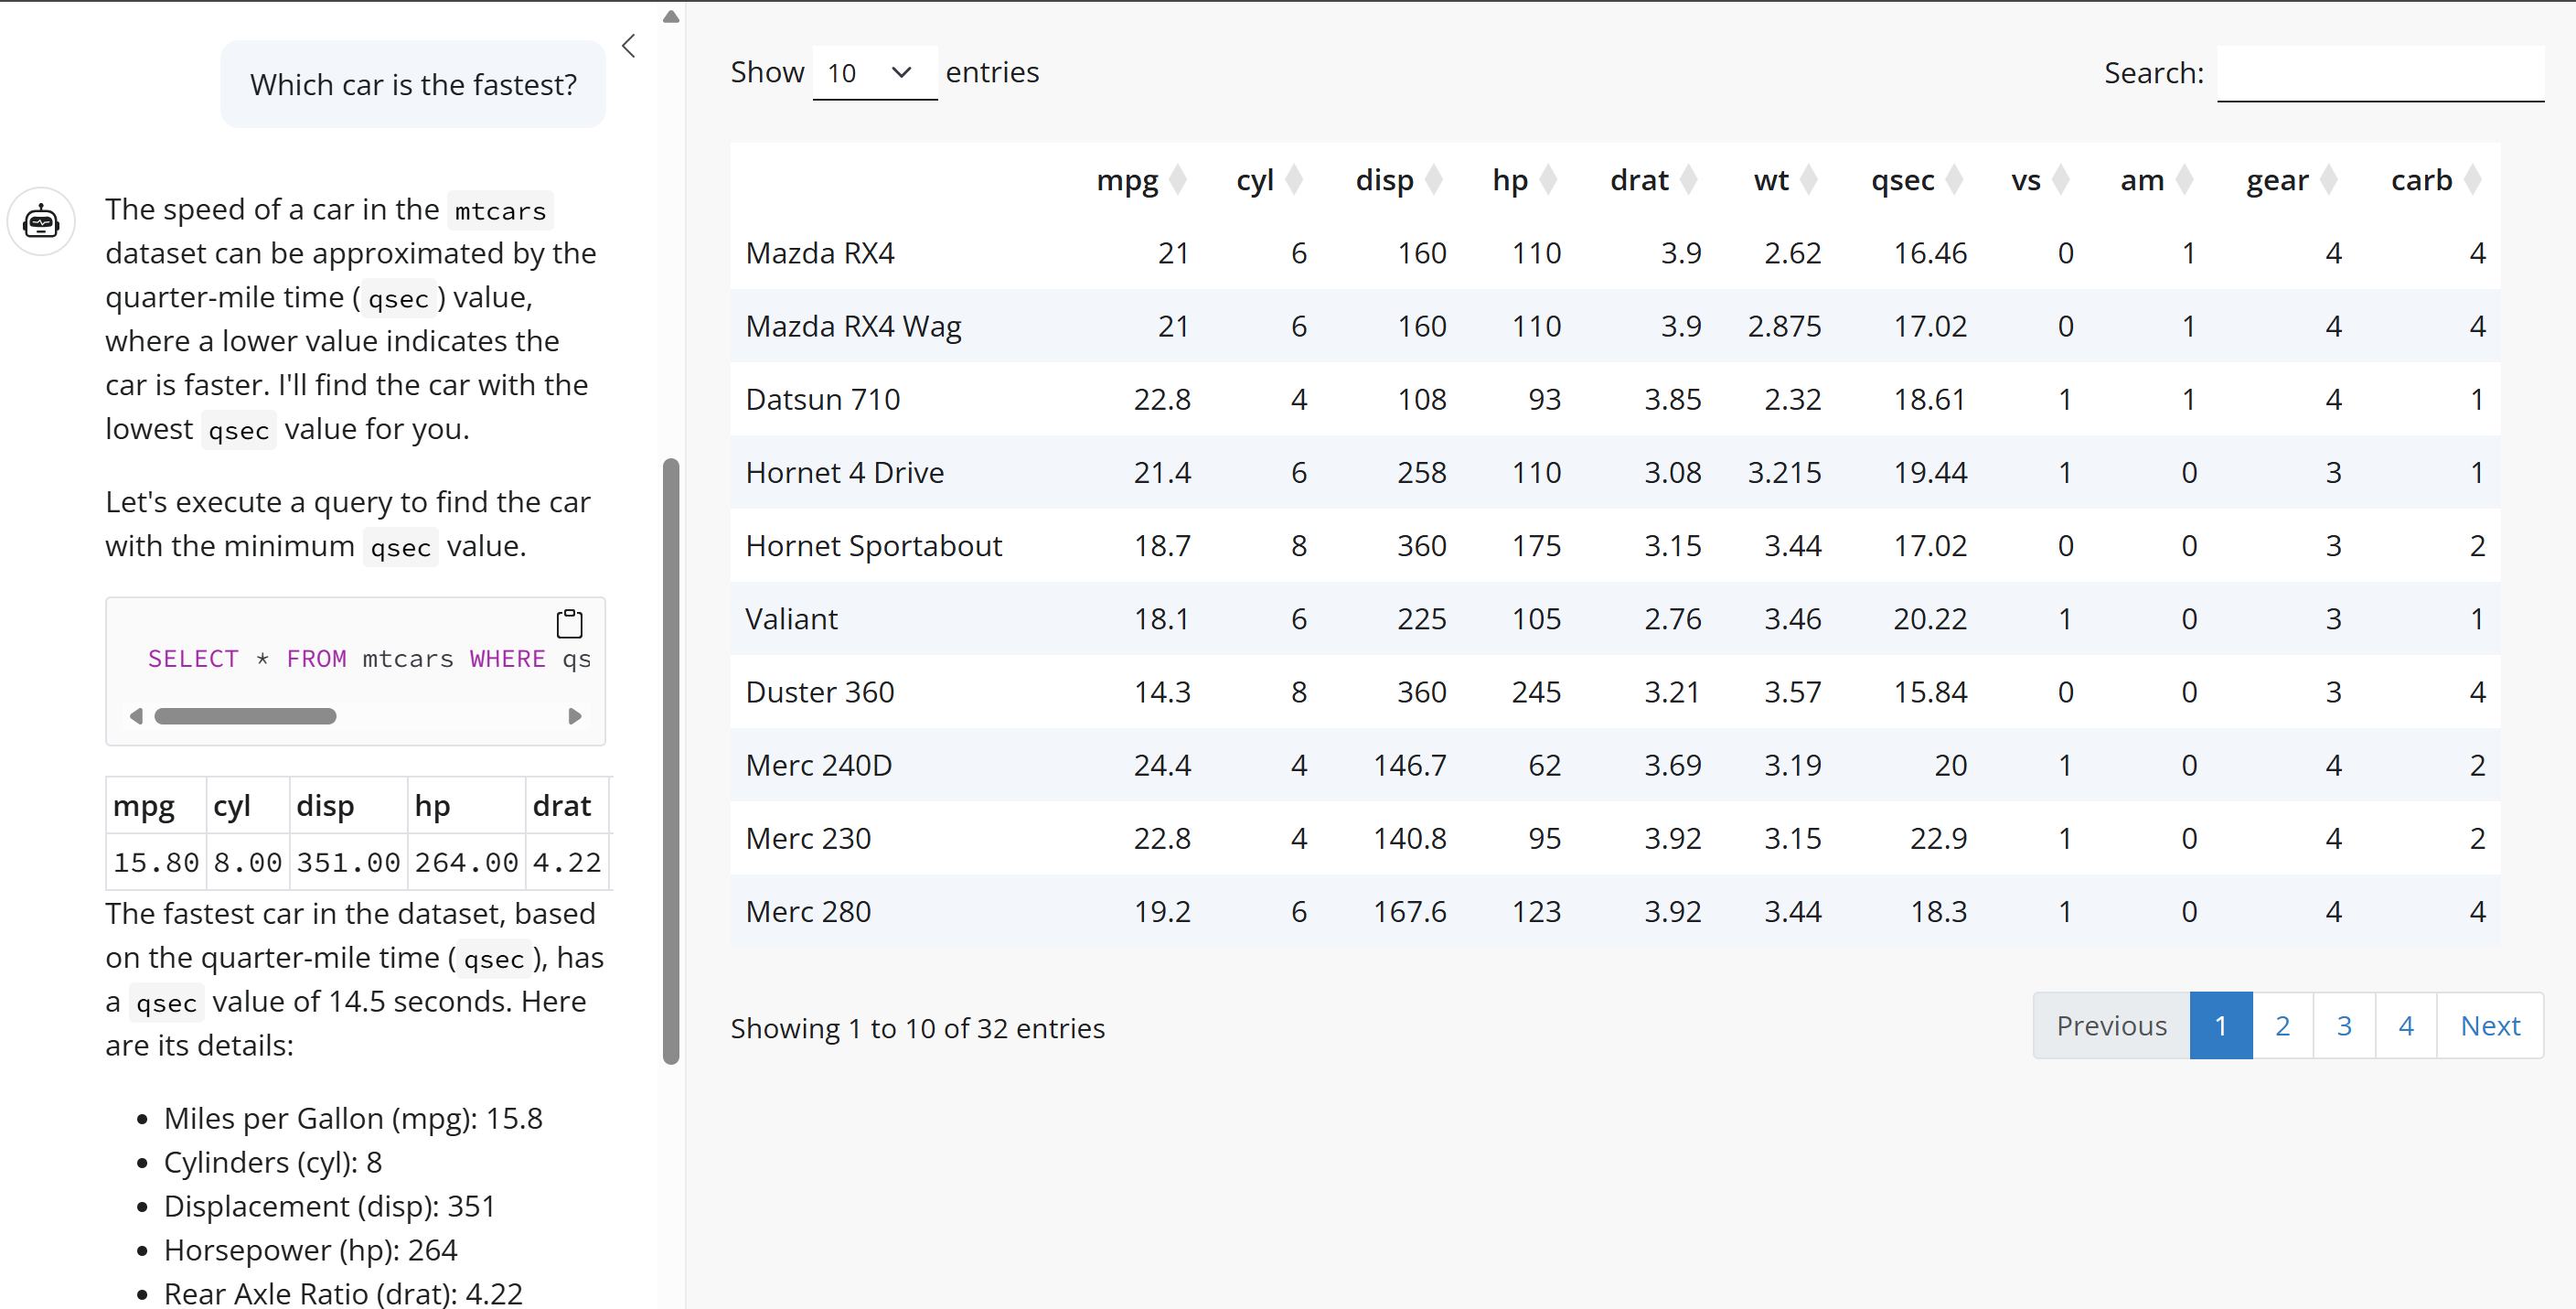 Which car is the fastest?
The speed of a car in the mtcars
dataset can be approximated by the
quarter-mile time ( qsec ) value,
where a lower value indicates the
car is faster. I'll find the car with the
lowest qsec value for you.
Let's execute a query to find the car
with the minimum qsec value.
SELECT * FROM mtcars WHERE qs
mpg cyl disp hp drat
15.80 8.00 351.00 264.00 4.22
The fastest car in the dataset, based
on the quarter-mile time ( qsec ), has
a qsec value of 14.5 seconds. Here
are its details:
• Miles per Gallon (mpg): 15.8
• Cylinders (cyl): 8
• Displacement (disp): 351
• Horsepower (hp): 264
• Rear Axle Ratio (drat): 4.22
Show 10 entries
Search:
mpg cyl disp hp drat wt qsec vs am gear carb
Mazda RX4 21 6 160 110 3.9 2.62 16.46 0 1 4 4
Mazda RX4 Wag 21 6 160 110 3.9 2.875 17.02 0 1 4 4
Datsun 710 22.8 4 108 93 3.85 2.32 18.61 1 1 4 1
Hornet 4 Drive 21.4 6 258 110 3.08 3.215 19.44 1 0 3 1
Hornet Sportabout 18.7 8 360 175 3.15 3.44 17.02 0 0 3 2
Valiant 18.1 6 225 105 2.76 3.46 20.22 1 0 3 1
Duster 360 14.3 8 360 245 3.21 3.57 15.84 0 0 3 4
Merc 240D 24.4 4 146.7 62 3.69 3.19 20 1 0 4 2
Merc 230 22.8 4 140.8 95 3.92 3.15 22.9 1 0 4 2
Merc 280 19.2 6 167.6 123 3.92 3.44 18.3 1 0 4 4
Showing 1 to 10 of 32 entries
Previous 1 2 3 4 Next